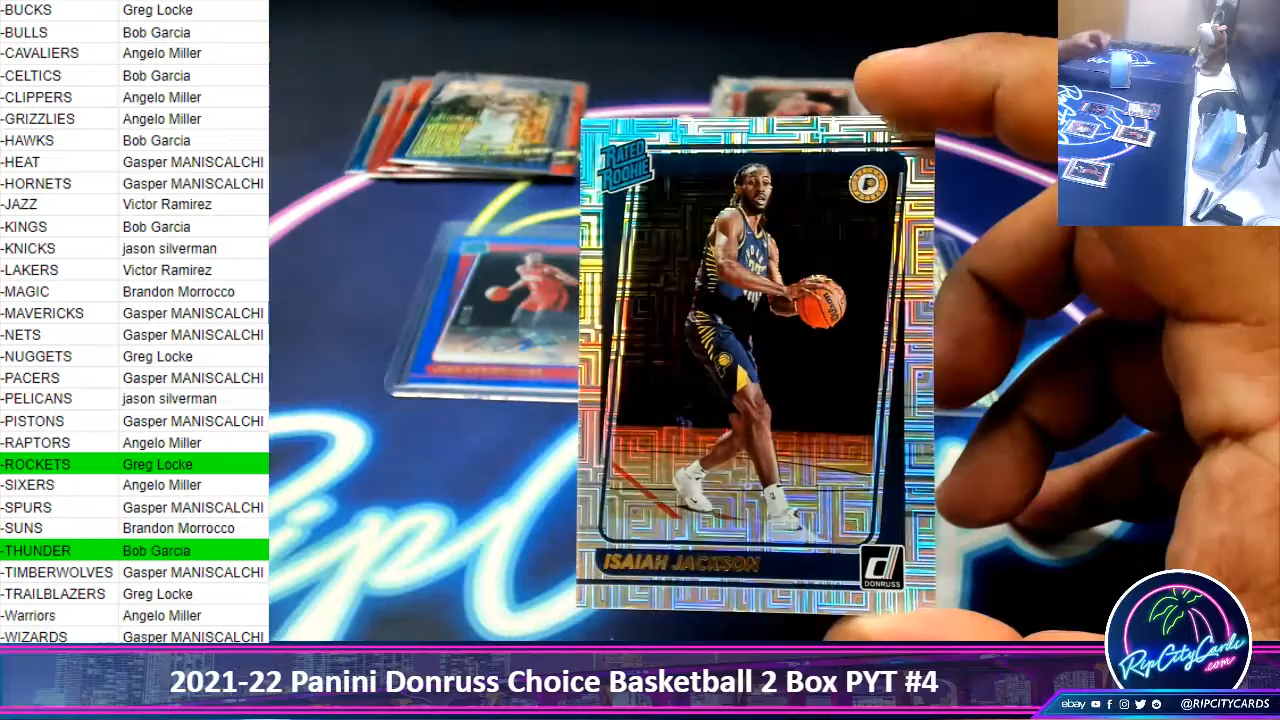 -BUCKS Greg Locke
-BULLS Bob Garcia
-CAVALIERS Angelo Miller
-CELTICS Bob Garcia
-CLIPPERS Angelo Miller
-GRIZZLIES Angelo Miller
-HAWKS Bob Garcia
-HEAT Gasper MANISCALCHI
-HORNETS Gasper MANISCALCHI
-JAZZ Victor Ramirez
-KINGS Bob Garcia
-KNICKS jason silverman
-LAKERS Victor Ramirez
-MAGIC Brandon Morrocco
-MAVERICKS Gasper MANISCALCHI
-NETS Gasper MANISCALCHI
-NUGGETS Greg Locke
-PACERS Gasper MANISCALCHI
-PELICANS jason silverman
-PISTONS Gasper MANISCALCHI
-RAPTORS Angelo Miller
-ROCKETS Greg Locke
-SIXERS Angelo Miller
-SPURS Gasper MANISCALCHI
-SUNS Brandon Morrocco
-THUNDER Bob Garcia
-TIMBERWOLVES Gasper MANISCALCHI
-TRAILBLAZERS Greg Locke
-Warriors Angelo Miller
-WIZARDS Gasper MANISCALCHI
RATED
ROOKIE
ISAIAH JACKSON
DONRUSS
RipCityCards
.com
2021-22 Panini Donruss Choice Basketball 2 Box PYT #4
ebay @RIPCITYCARDS